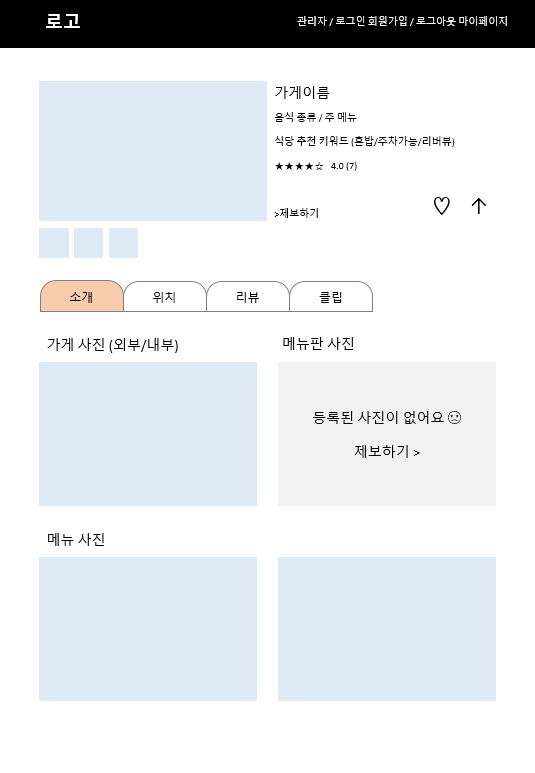 로고
관리자 / 로그인 회원가입 / 로그아웃 마이페이지
가게이름
음식 종류 / 주 메뉴
식당 추천 키워드 (혼밥/주차가능/리버뷰)
★★★★☆ 4.0 (7)
>제보하기
소개
위치
리뷰
클립
가게 사진 (외부/내부)
메뉴판 사진
등록된 사진이 없어요 ☹
제보하기 >
메뉴 사진